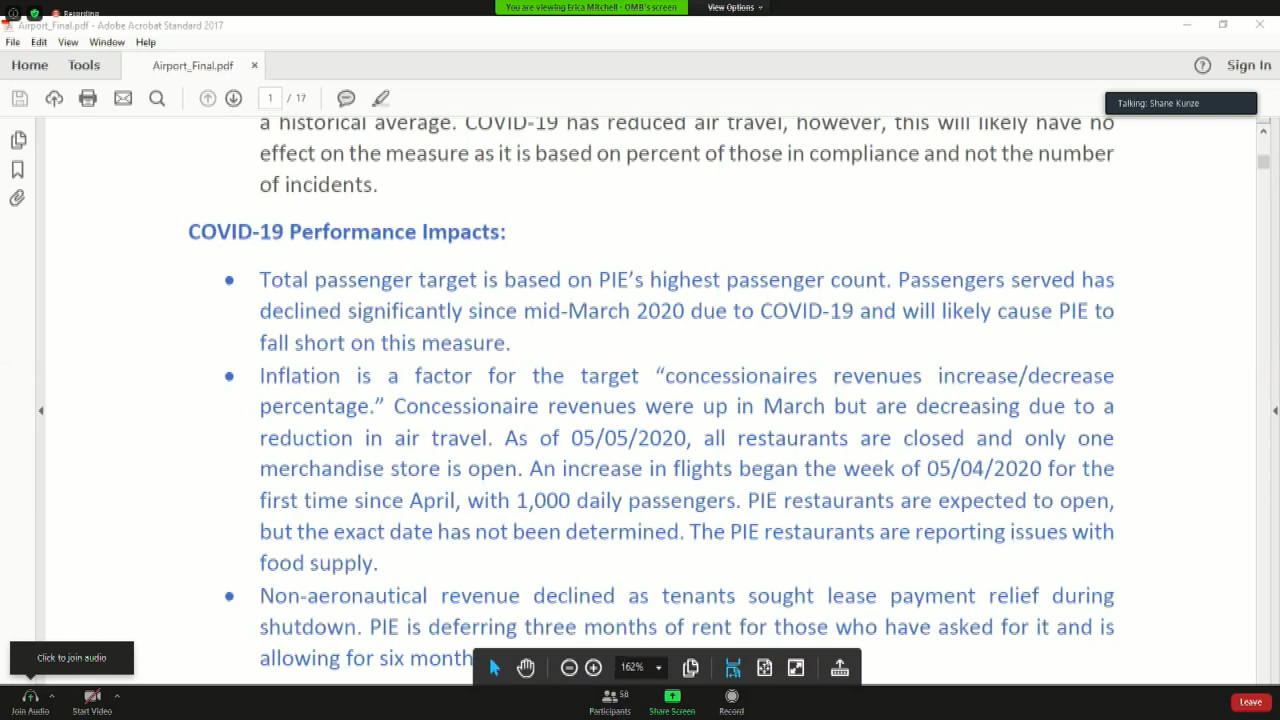 Recording
You are viewing Erica Mitchell - OMB's screen
View Options
Airport_Final.pdf - Adobe Acrobat Standard 2017
File Edit View Window Help
Home Tools Airport_Final.pdf × Sign In
1 / 17
Talking: Shane Kunze
a historical average. COVID-19 has reduced air travel, however, this will likely have no
effect on the measure as it is based on percent of those in compliance and not the number
of incidents.
COVID-19 Performance Impacts:
• Total passenger target is based on PIE's highest passenger count. Passengers served has
declined significantly since mid-March 2020 due to COVID-19 and will likely cause PIE to
fall short on this measure.
• Inflation is a factor for the target “concessionaires revenues increase/decrease
percentage.” Concessionaire revenues were up in March but are decreasing due to a
reduction in air travel. As of 05/05/2020, all restaurants are closed and only one
merchandise store is open. An increase in flights began the week of 05/04/2020 for the
first time since April, with 1,000 daily passengers. PIE restaurants are expected to open,
but the exact date has not been determined. The PIE restaurants are reporting issues with
food supply.
• Non-aeronautical revenue declined as tenants sought lease payment relief during
shutdown. PIE is deferring three months of rent for those who have asked for it and is
allowing for six month
162%
Click to join audio
Join Audio Start Video Participants 58 Share Screen Record Leave